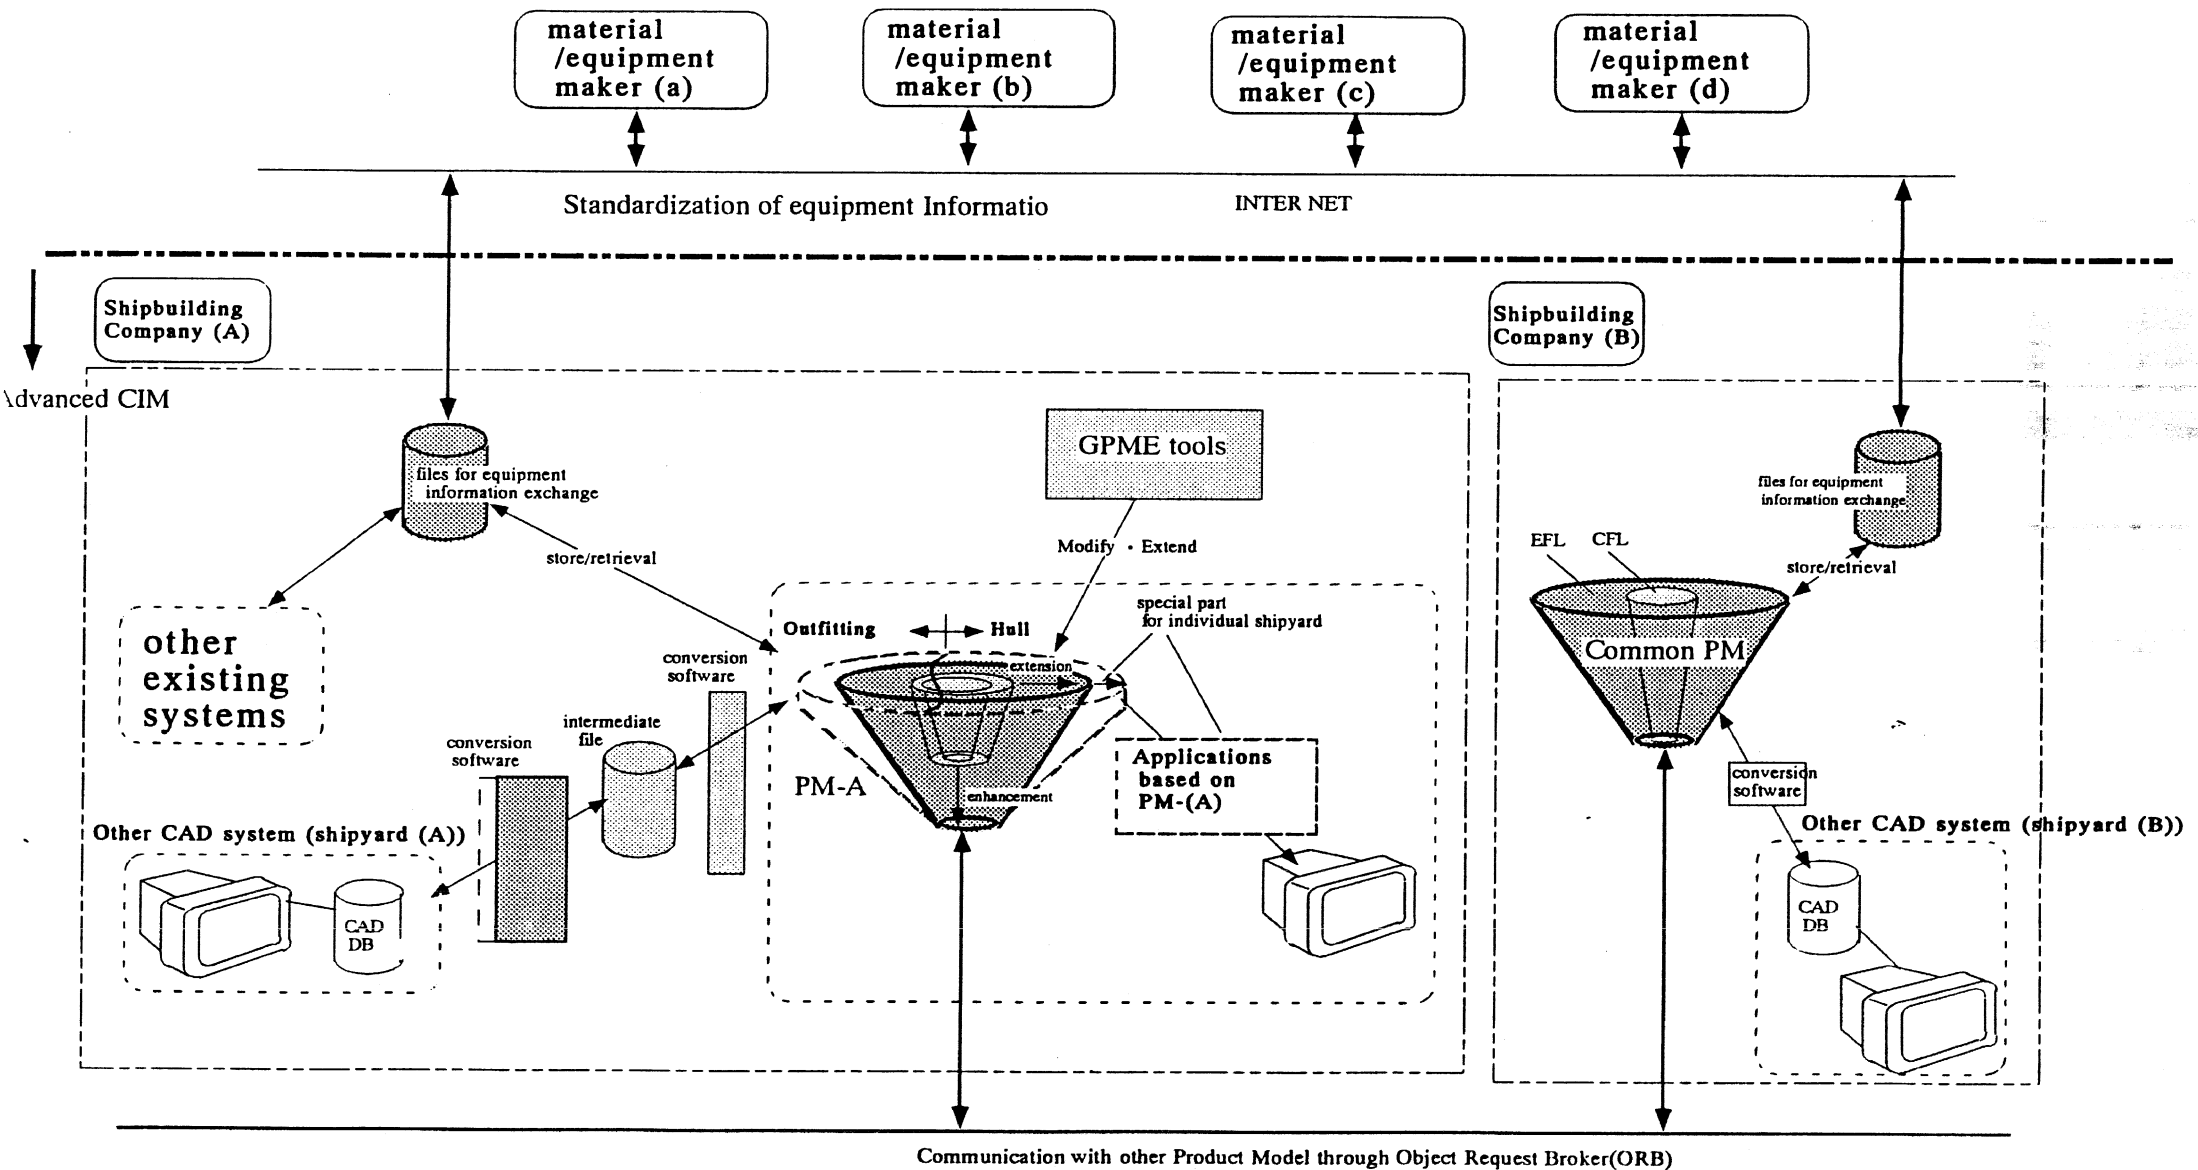 material
/equipment
maker (a)
material
/equipment
maker (b)
material
/equipment
maker (c)
material
/equipment
maker (d)
Standardization of equipment Informatio
INTER NET
Shipbuilding
Company (A)
Shipbuilding
Company (B)
Advanced CIM
files for equipment
information exchange
GPME tools
store/retrieval
Modify · Extend
other
existing
systems
Outfitting
Hull
special part
for individual shipyard
extension
conversion
software
intermediate
file
conversion
software
PM-A
enhancement
Applications
based on
PM-(A)
Other CAD system (shipyard (A))
CAD
DB
files for equipment
information exchange
EFL
CFL
store/retrieval
Common PM
conversion
software
Other CAD system (shipyard (B))
CAD
DB
Communication with other Product Model through Object Request Broker(ORB)